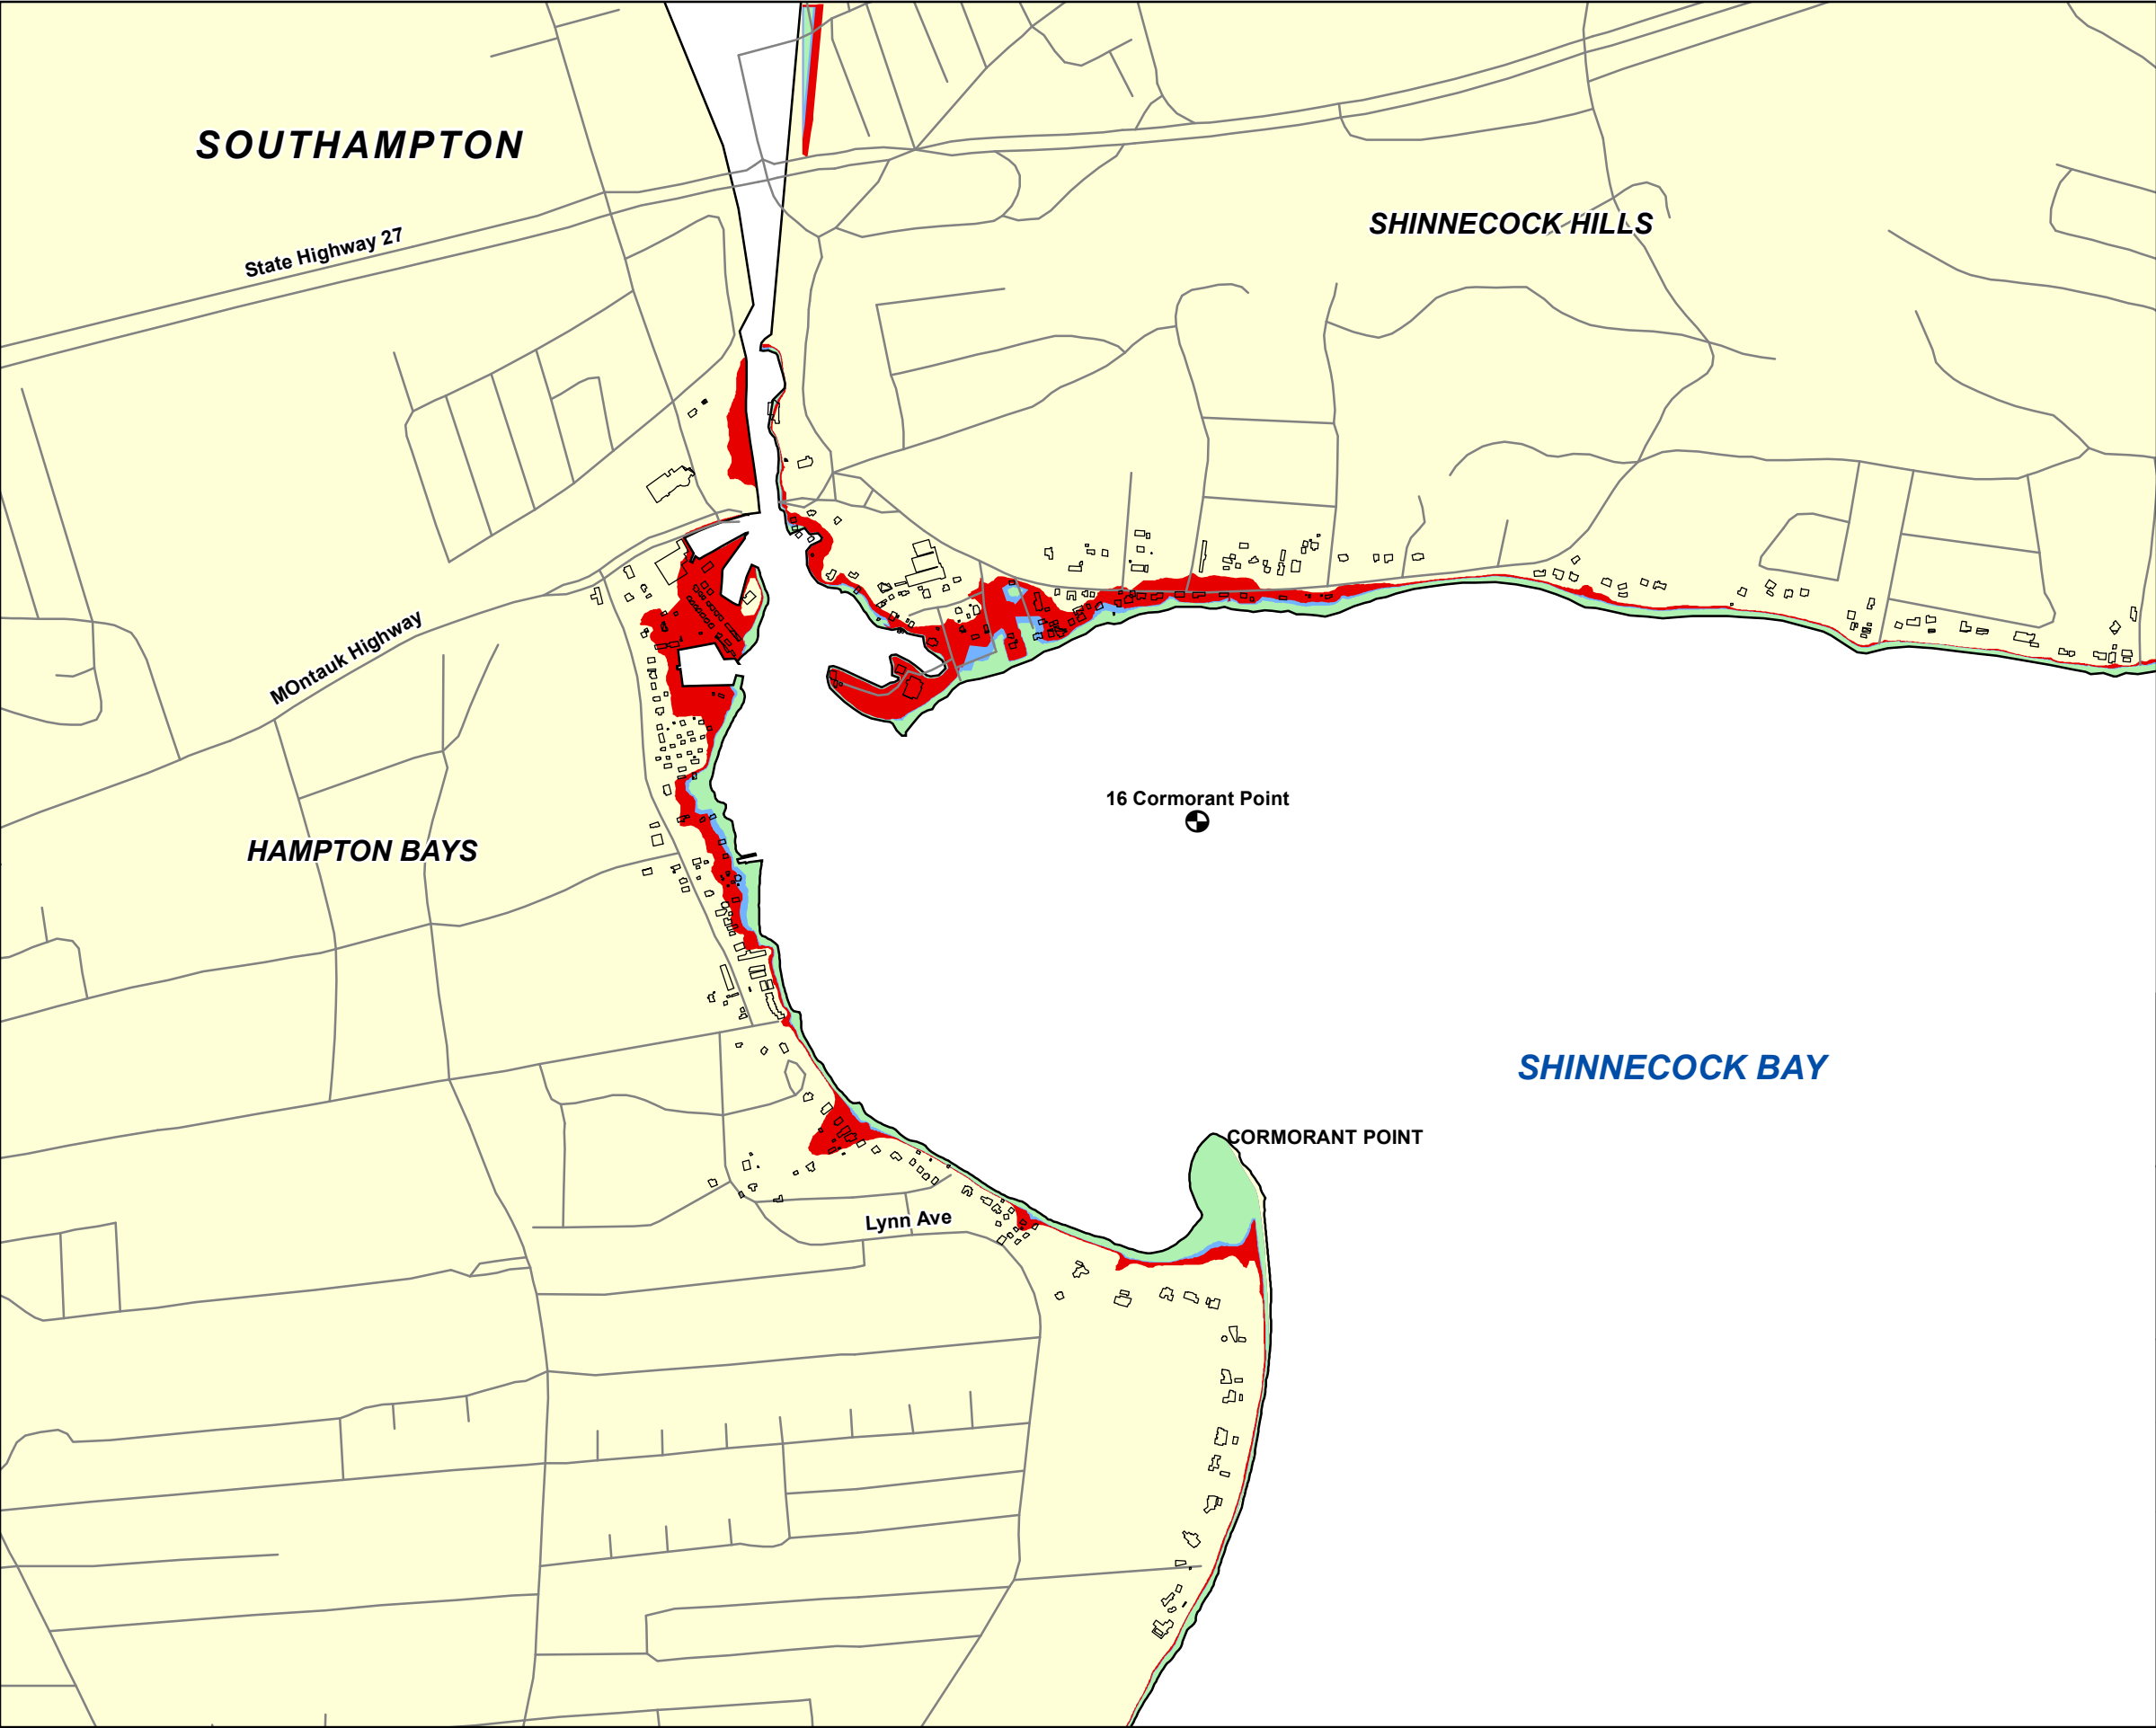 SOUTHAMPTON
SHINNECOCK HILLS
State Highway 27
MOntauk Highway
16 Cormorant Point
HAMPTON BAYS
SHINNECOCK BAY
CORMORANT POINT
Lynn Ave